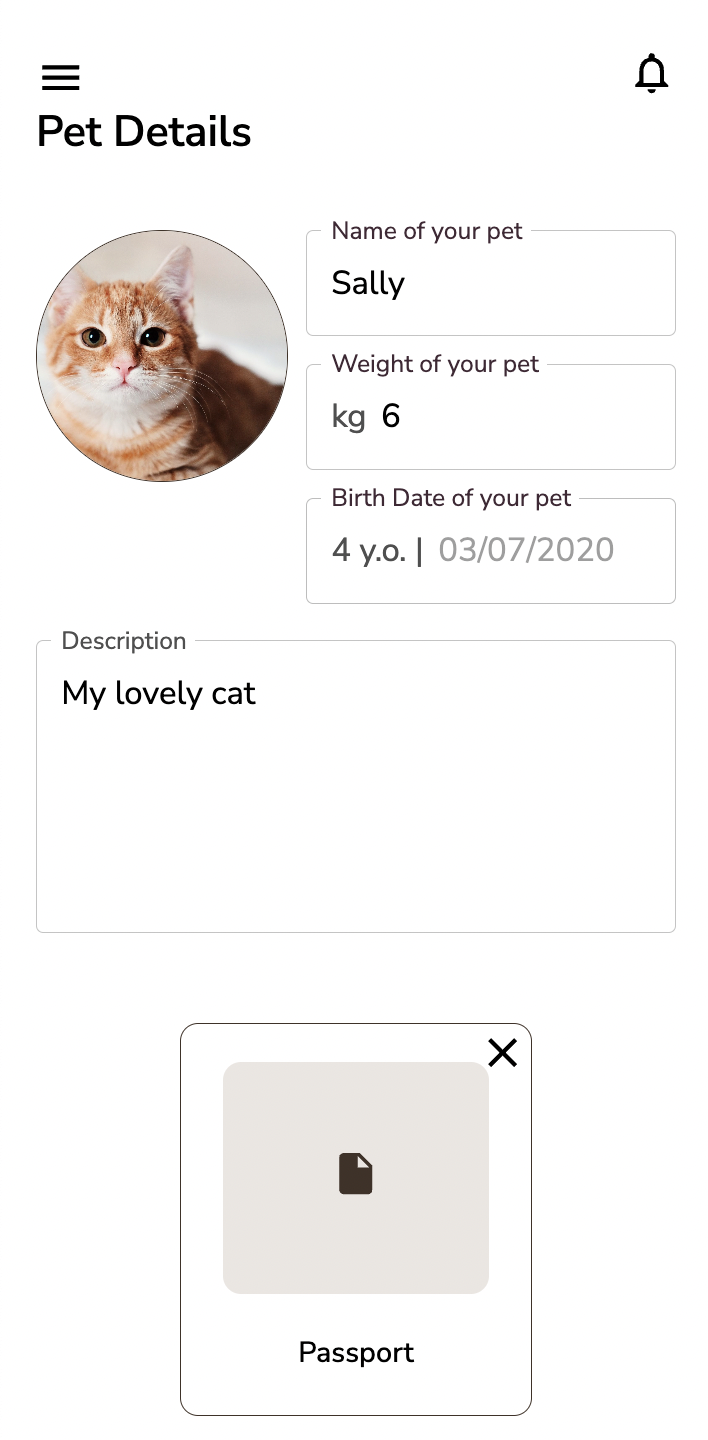 Pet Details
Name of your pet
Sally
Weight of your pet
kg 6
Birth Date of your pet
4 y.o. | 03/07/2020
Description
My lovely cat
Passport